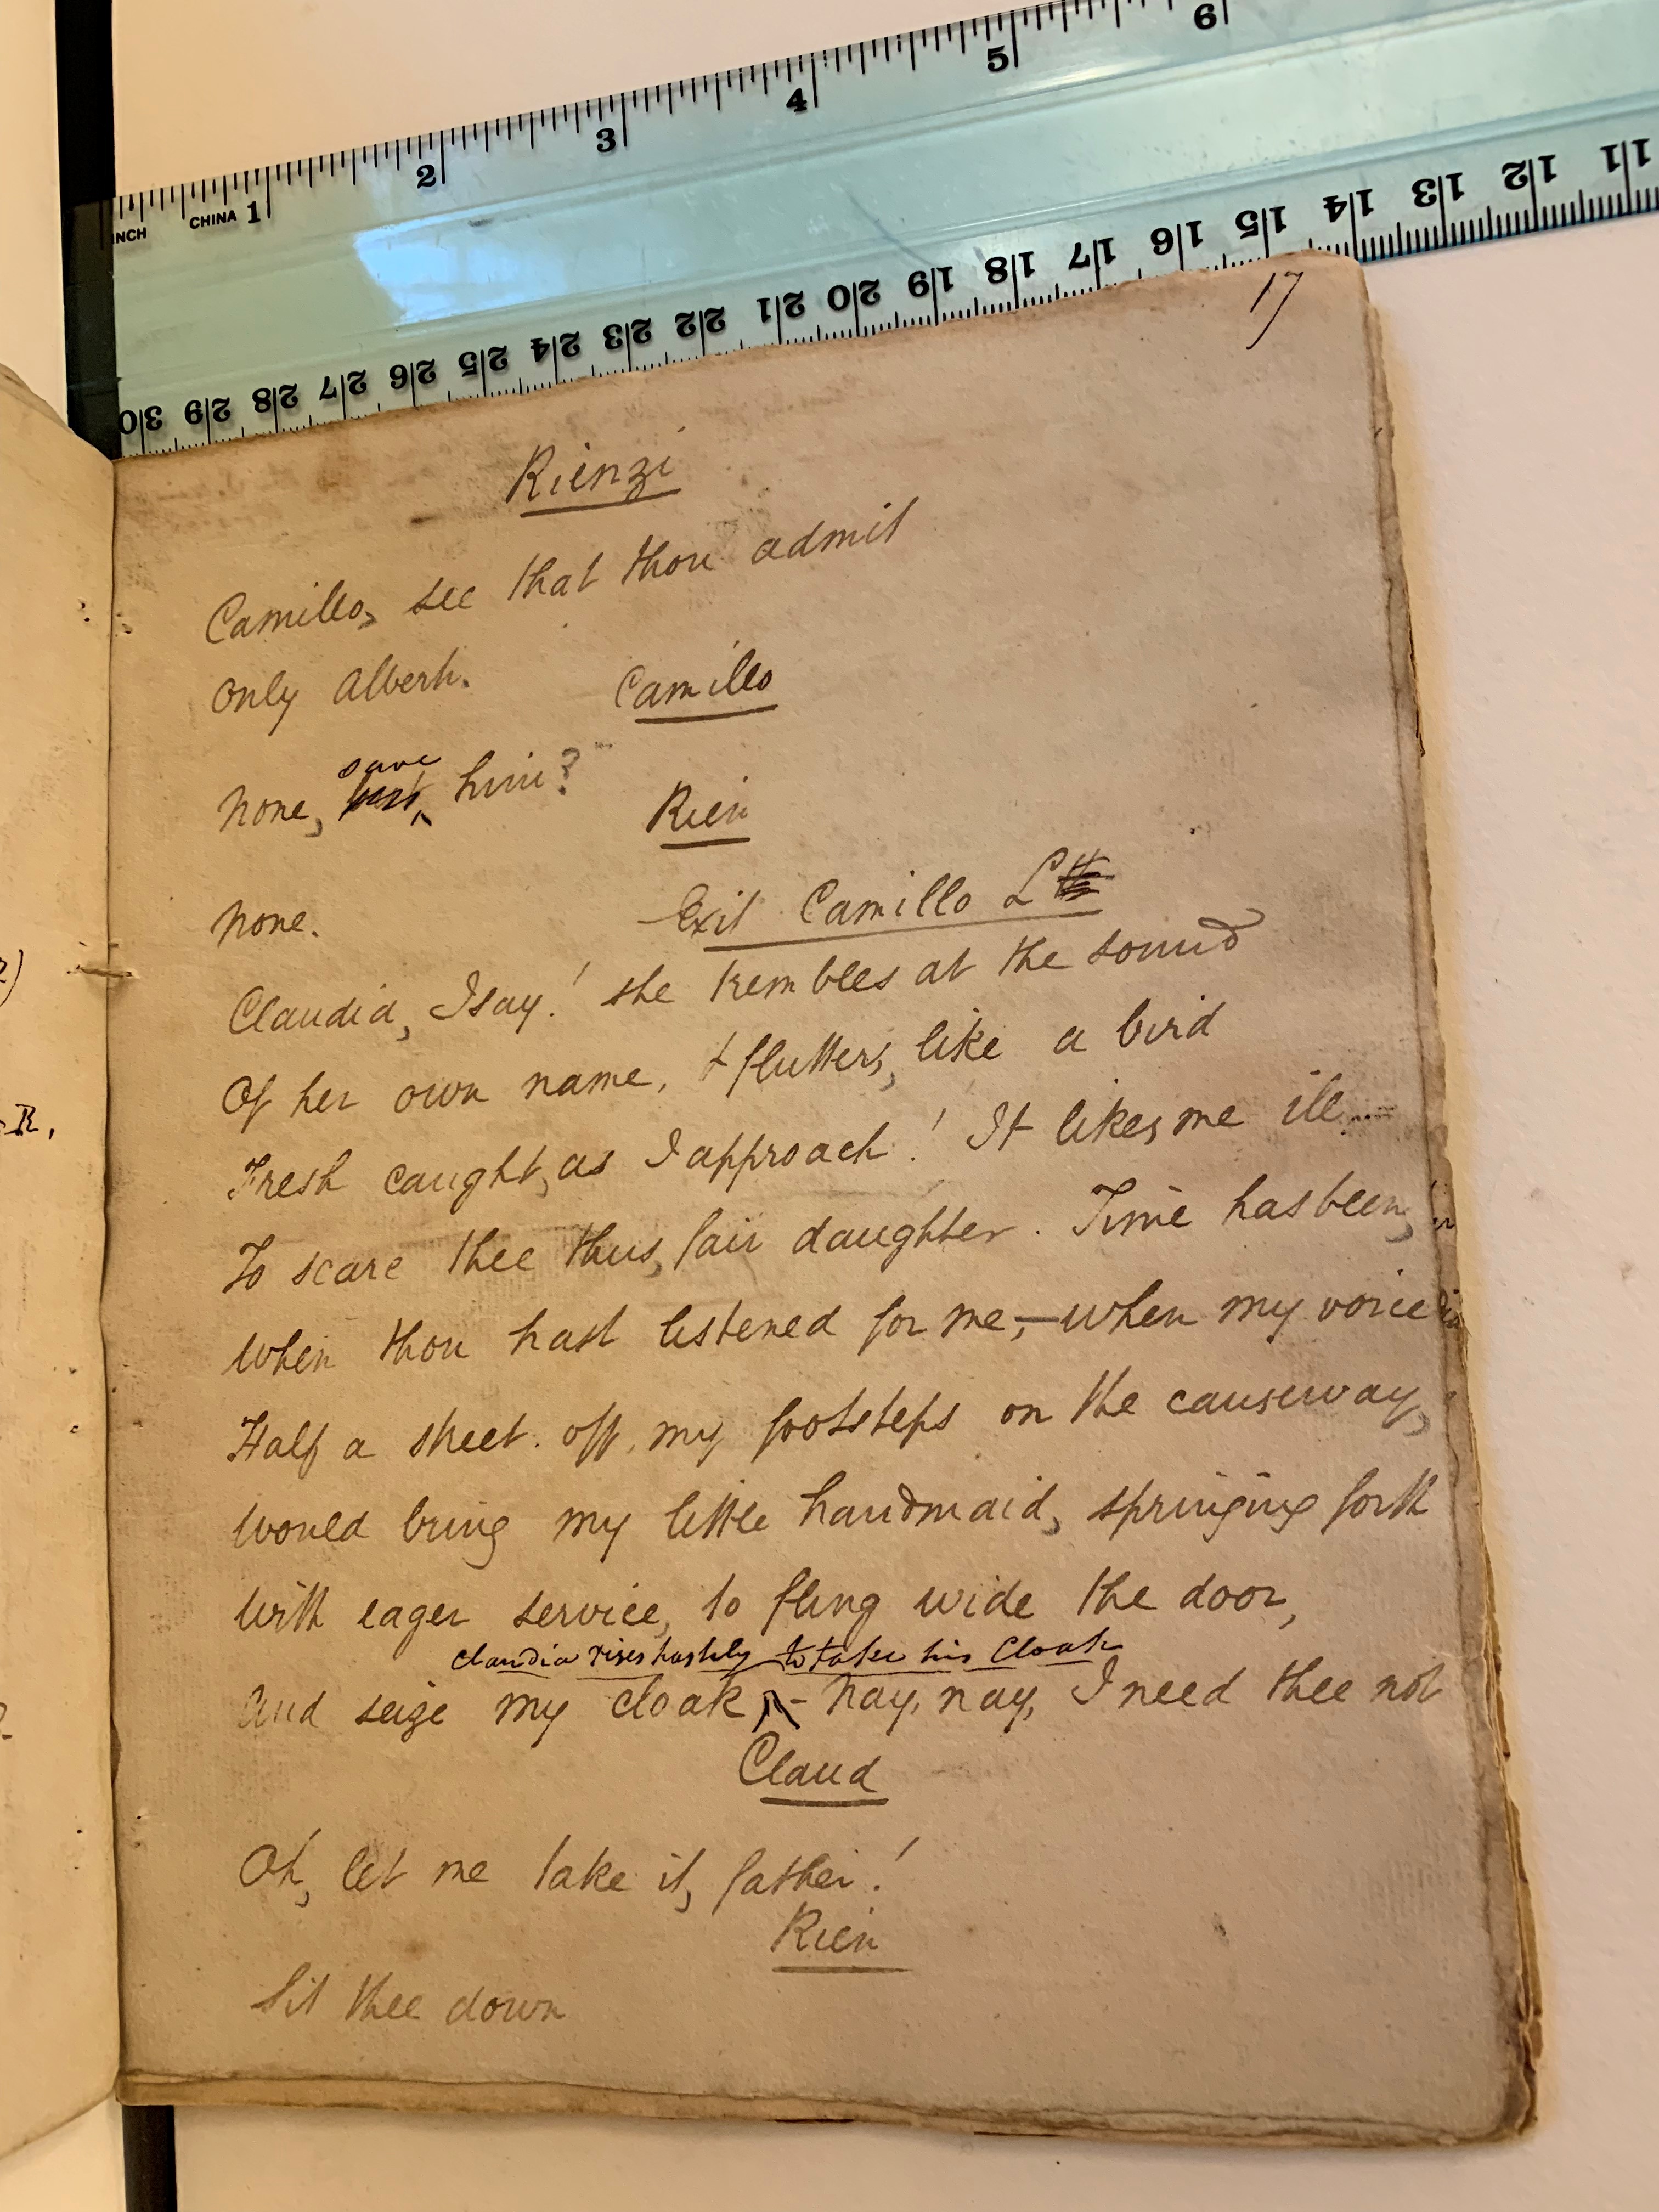 INCH CHINA 1 2 3 4 5 6
30 29 28 27 26 25 24 23 22 21 20 19 18 17 16 15 14 13 12 11
17
Rienzi
Camillo, see that thou admit
Only Alberti.
Camillo
None, save him?
Rien
None.
Exit Camillo L
Claudia, I say! she trembles at the sound
Of her own name, & flutters, like a bird
Fresh caught, as I approach! It likes me ill
To scare thee thus, fair daughter. Time has been,
When thou hast listened for me,—when my voice
Half a street off, my footsteps on the causeway,
Would bring my little handmaid, springing forth
With eager service, to fling wide the door,
Claudia rises hastily to take his Cloak
And seize my cloak,– Nay, nay, I need thee not
Claud
Oh, let me take it, father!
Rien
Sit thee down
R,